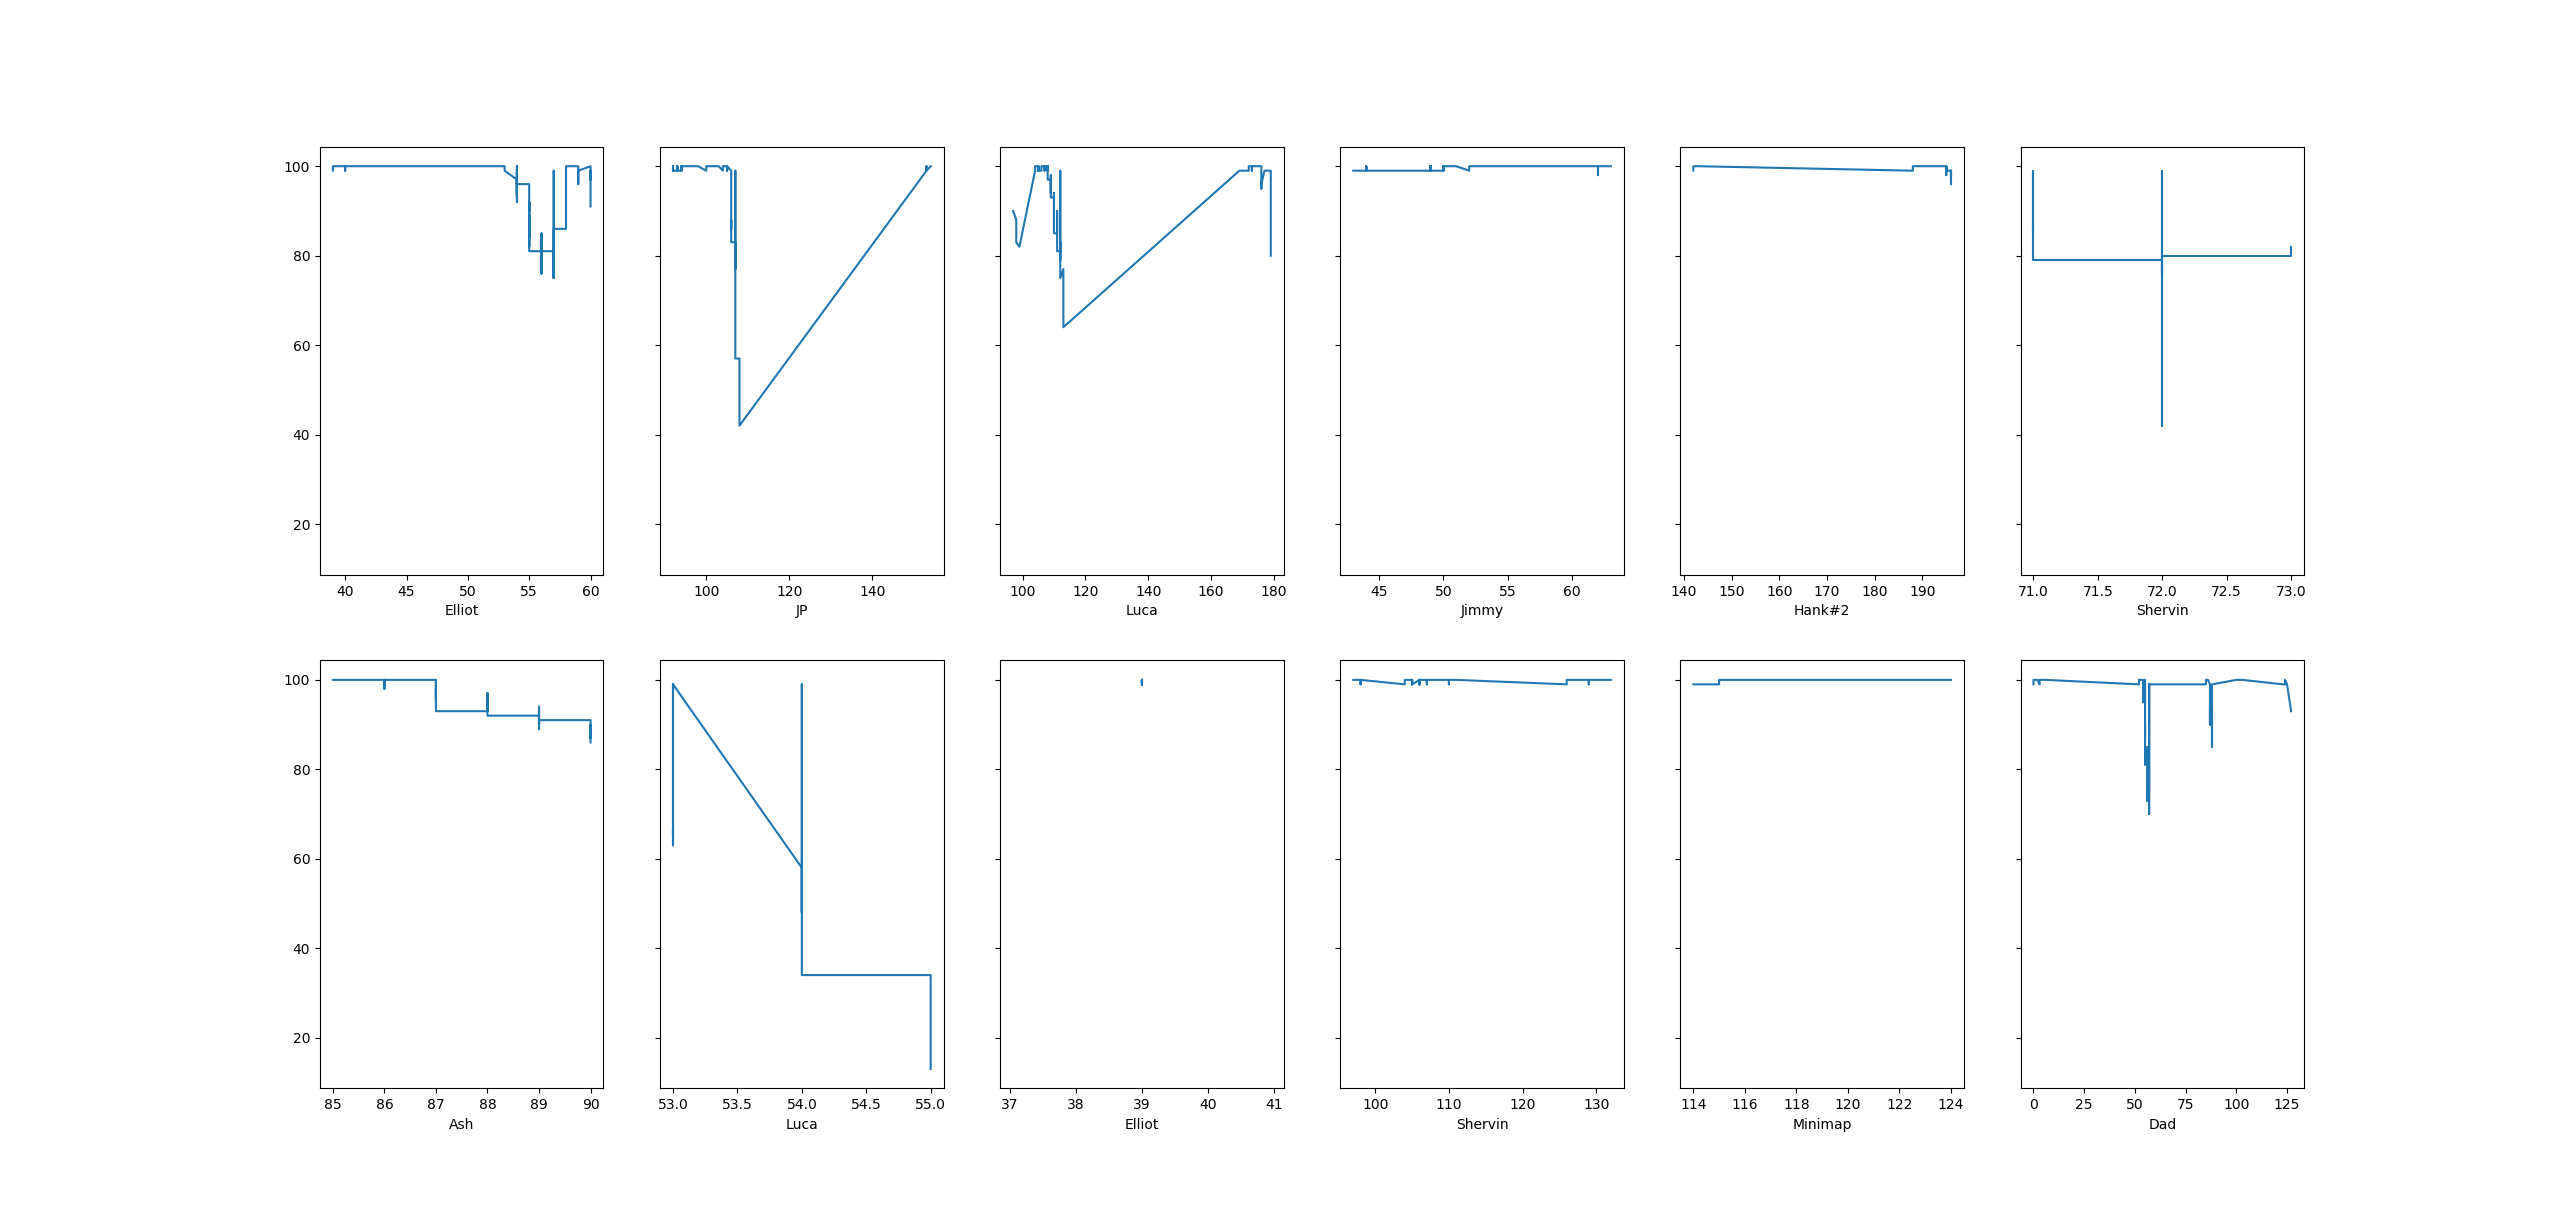 100
80
60
40
20
40 45 50 55 60
100 120 140
100 120 140 160 180
45 50 55 60
140 150 160 170 180 190
71.0 71.5 72.0 72.5 73.0
Elliot
JP
Luca
Jimmy
Hank#2
Shervin
100
80
60
40
20
85 86 87 88 89 90
53.0 53.5 54.0 54.5 55.0
37 38 39 40 41
100 110 120 130
114 116 118 120 122 124
0 25 50 75 100 125
Ash
Luca
Elliot
Shervin
Minimap
Dad